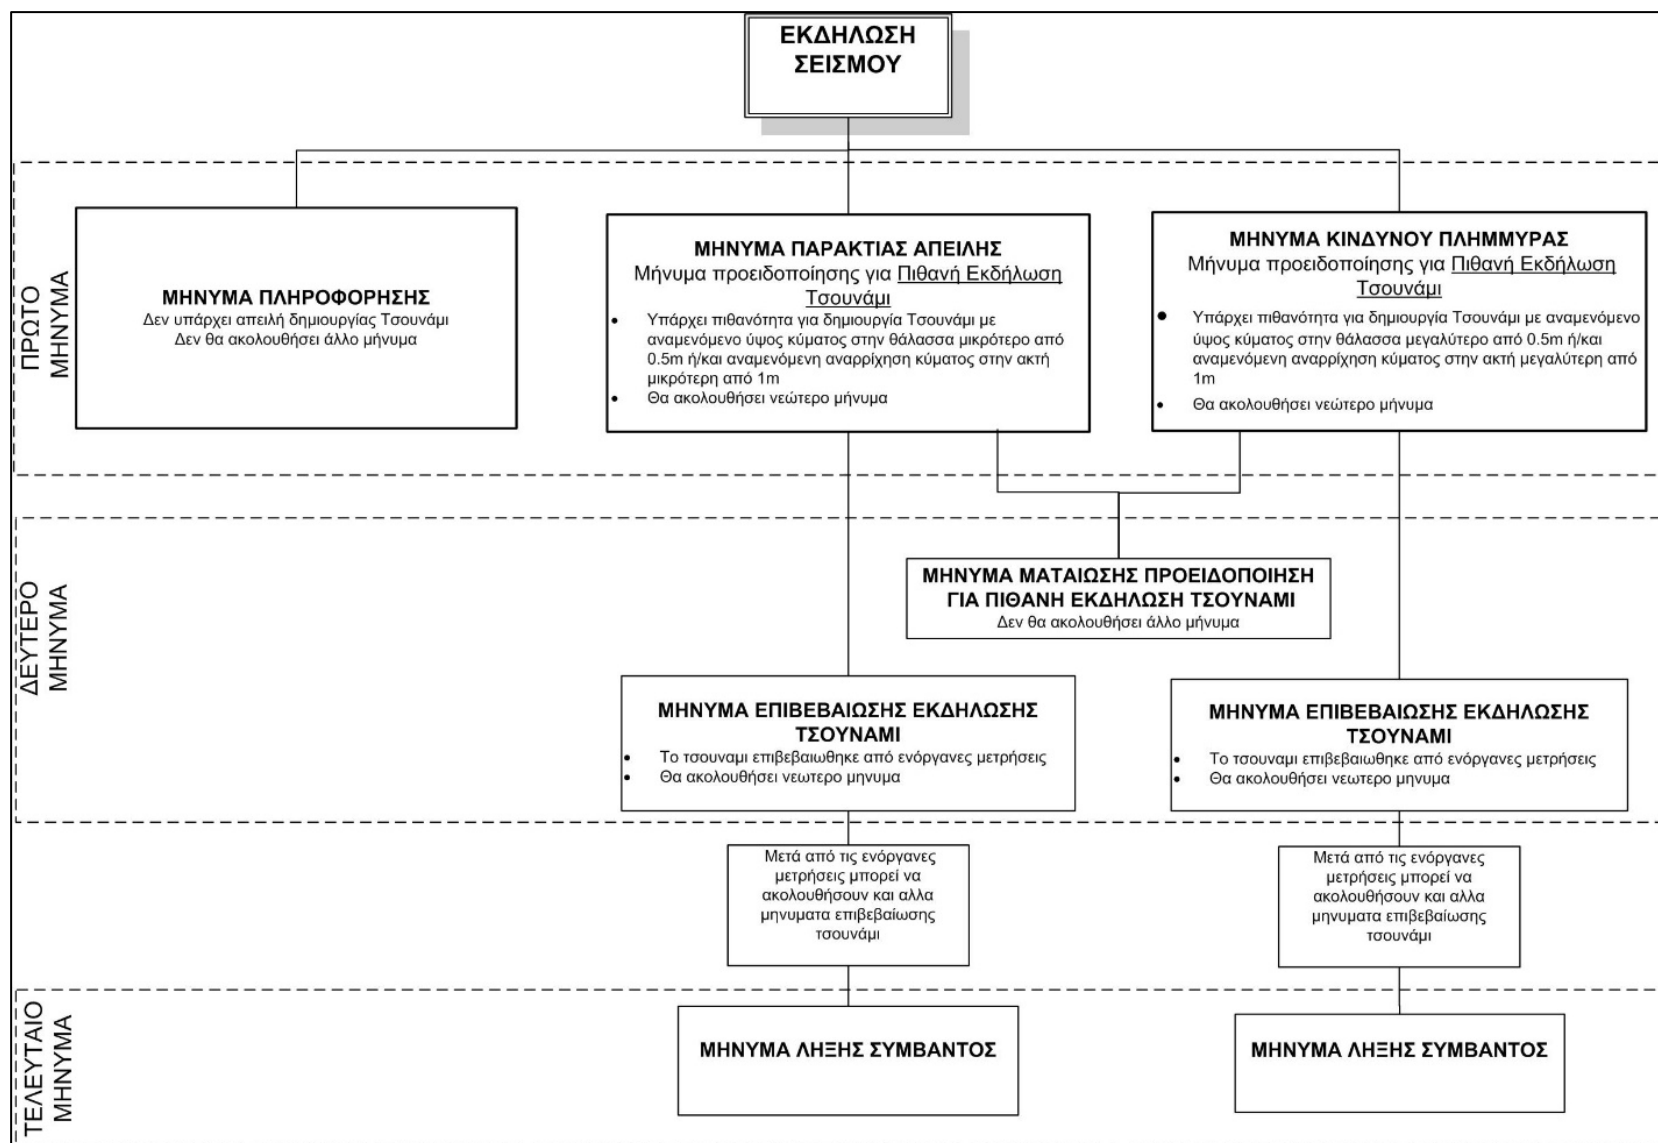 ΕΚΔΗΛΩΣΗ
ΣΕΙΣΜΟΥ
ΠΡΩΤΟ
ΜΗΝΥΜΑ
ΜΗΝΥΜΑ ΠΛΗΡΟΦΟΡΗΣΗΣ
Δεν υπάρχει απειλή δημιουργίας Τσουνάμι
Δεν θα ακολουθήσει άλλο μήνυμα
ΜΗΝΥΜΑ ΠΑΡΑΚΤΙΑΣ ΑΠΕΙΛΗΣ
Μήνυμα προειδοποίησης για Πιθανή Εκδήλωση
Τσουνάμι
• Υπάρχει πιθανότητα για δημιουργία Τσουνάμι με
αναμενόμενο ύψος κύματος στην θάλασσα μικρότερο από
0.5m ή/και αναμενόμενη αναρρίχηση κύματος στην ακτή
μικρότερη από 1m
• Θα ακολουθήσει νεώτερο μήνυμα
ΜΗΝΥΜΑ ΚΙΝΔΥΝΟΥ ΠΛΗΜΜΥΡΑΣ
Μήνυμα προειδοποίησης για Πιθανή Εκδήλωση
Τσουνάμι
• Υπάρχει πιθανότητα για δημιουργία Τσουνάμι με αναμενόμενο
ύψος κύματος στην θάλασσα μεγαλύτερο από 0.5m ή/και
αναμενόμενη αναρρίχηση κύματος στην ακτή μεγαλύτερη από
1m
• Θα ακολουθήσει νεώτερο μήνυμα
ΔΕΥΤΕΡΟ
ΜΗΝΥΜΑ
ΜΗΝΥΜΑ ΜΑΤΑΙΩΣΗΣ ΠΡΟΕΙΔΟΠΟΙΗΣΗ
ΓΙΑ ΠΙΘΑΝΗ ΕΚΔΗΛΩΣΗ ΤΣΟΥΝΑΜΙ
Δεν θα ακολουθήσει άλλο μήνυμα
ΜΗΝΥΜΑ ΕΠΙΒΕΒΑΙΩΣΗΣ ΕΚΔΗΛΩΣΗΣ
ΤΣΟΥΝΑΜΙ
• Το τσουναμι επιβεβαιωθηκε από ενόργανες μετρήσεις
• Θα ακολουθήσει νεωτερο μηνυμα
ΜΗΝΥΜΑ ΕΠΙΒΕΒΑΙΩΣΗΣ ΕΚΔΗΛΩΣΗΣ
ΤΣΟΥΝΑΜΙ
• Το τσουναμι επιβεβαιωθηκε από ενόργανες μετρήσεις
• Θα ακολουθήσει νεωτερο μηνυμα
Μετά από τις ενόργανες
μετρήσεις μπορεί να
ακολουθήσουν και αλλα
μηνυματα επιβεβαίωσης
τσουνάμι
Μετά από τις ενόργανες
μετρήσεις μπορεί να
ακολουθήσουν και αλλα
μηνυματα επιβεβαίωσης
τσουνάμι
ΤΕΛΕΥΤΑΙΟ
ΜΗΝΥΜΑ
ΜΗΝΥΜΑ ΛΗΞΗΣ ΣΥΜΒΑΝΤΟΣ
ΜΗΝΥΜΑ ΛΗΞΗΣ ΣΥΜΒΑΝΤΟΣ